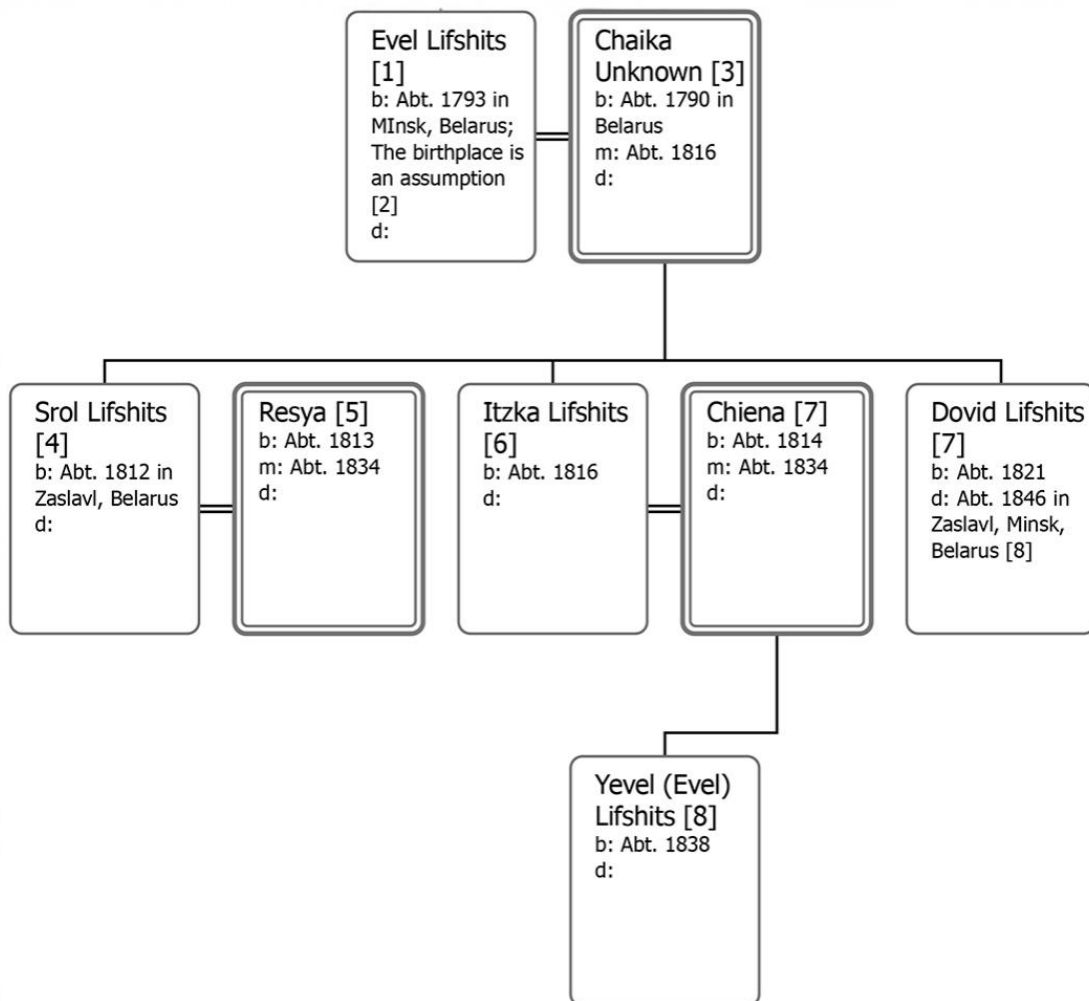 Evel Lifshits
[1]
b: Abt. 1793 in
MInsk, Belarus;
The birthplace is
an assumption
[2]
d:
Chaika
Unknown [3]
b: Abt. 1790 in
Belarus
m: Abt. 1816
d:
Srol Lifshits
[4]
b: Abt. 1812 in
Zaslavl, Belarus
d:
Resya [5]
b: Abt. 1813
m: Abt. 1834
d:
Itzka Lifshits
[6]
b: Abt. 1816
d:
Chiena [7]
b: Abt. 1814
m: Abt. 1834
d:
Dovid Lifshits
[7]
b: Abt. 1821
d: Abt. 1846 in
Zaslavl, Minsk,
Belarus [8]
Yevel (Evel)
Lifshits [8]
b: Abt. 1838
d: